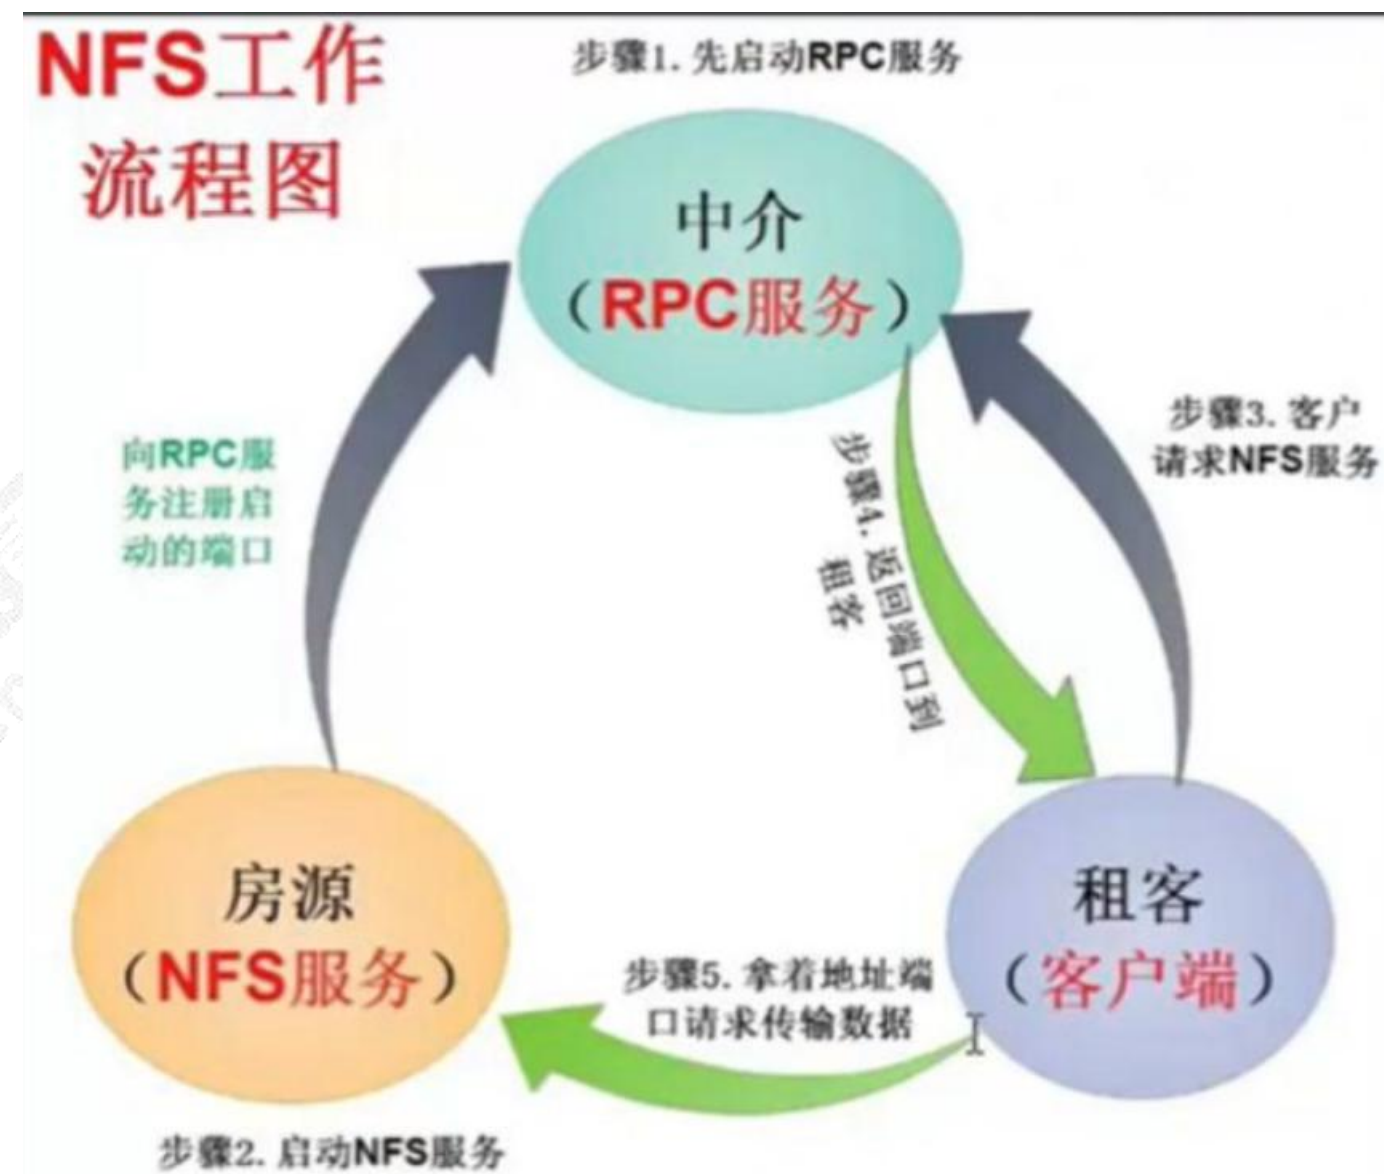 NFS工作
流程图
步骤1. 先启动RPC服务
中介
（RPC服务）
向RPC服
务注册启
动的端口
步骤3. 客户
请求NFS服务
步骤4. 返回端口到
租客
房源
（NFS服务）
租客
（客户端）
步骤5. 拿着地址端
口请求传输数据
步骤2. 启动NFS服务